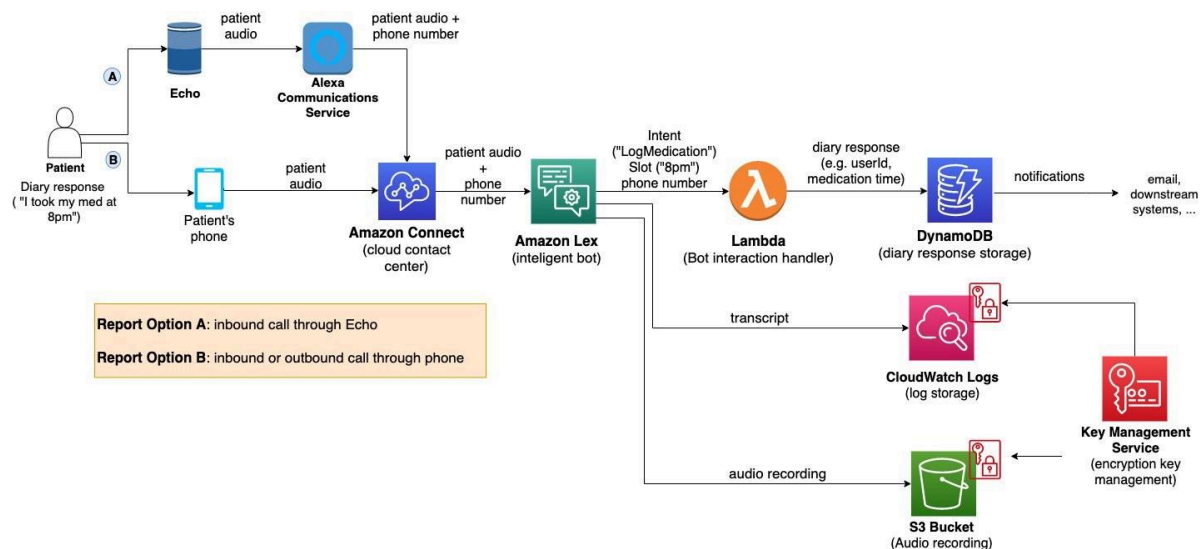 patient
audio
patient audio +
phone number
A
Echo
Alexa
Communications
Service
Patient
Diary response
( "I took my med at
8pm")
B
Patient's
phone
patient
audio
Amazon Connect
(cloud contact
center)
patient audio
+
phone
number
Amazon Lex
(inteligent bot)
Intent
("LogMedication")
Slot ("8pm")
phone number
Lambda
(Bot interaction handler)
diary response
(e.g. userId,
medication time)
DynamoDB
(diary response storage)
notifications
email,
downstream
systems, ...
Report Option A: inbound call through Echo
Report Option B: inbound or outbound call through phone
transcript
CloudWatch Logs
(log storage)
Key Management
Service
(encryption key
management)
audio recording
S3 Bucket
(Audio recording)